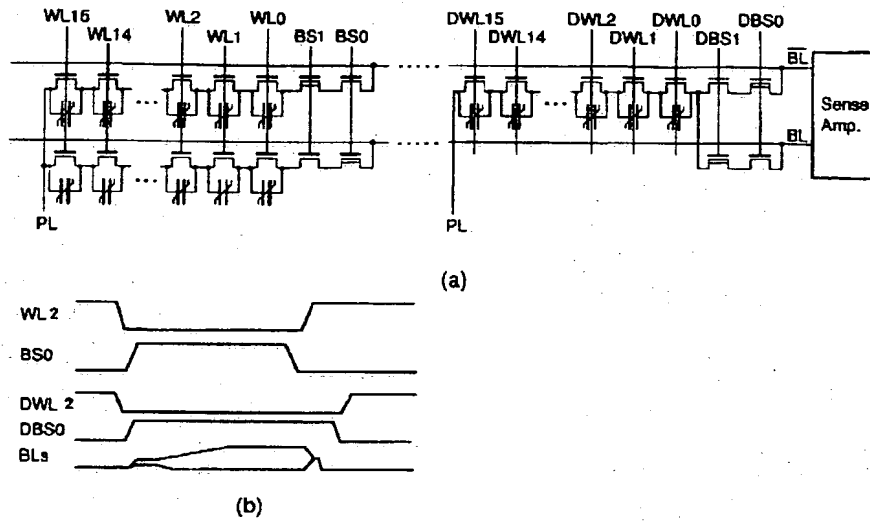 WL15 WL14 WL2 WL1 WL0 BS1 BS0
DWL15 DWL14 DWL2 DWL1 DWL0 DBS1 DBS0
BL
BL
Sense
Amp.
PL
PL
(a)
WL 2
BS0
DWL 2
DBS0
BLs
(b)